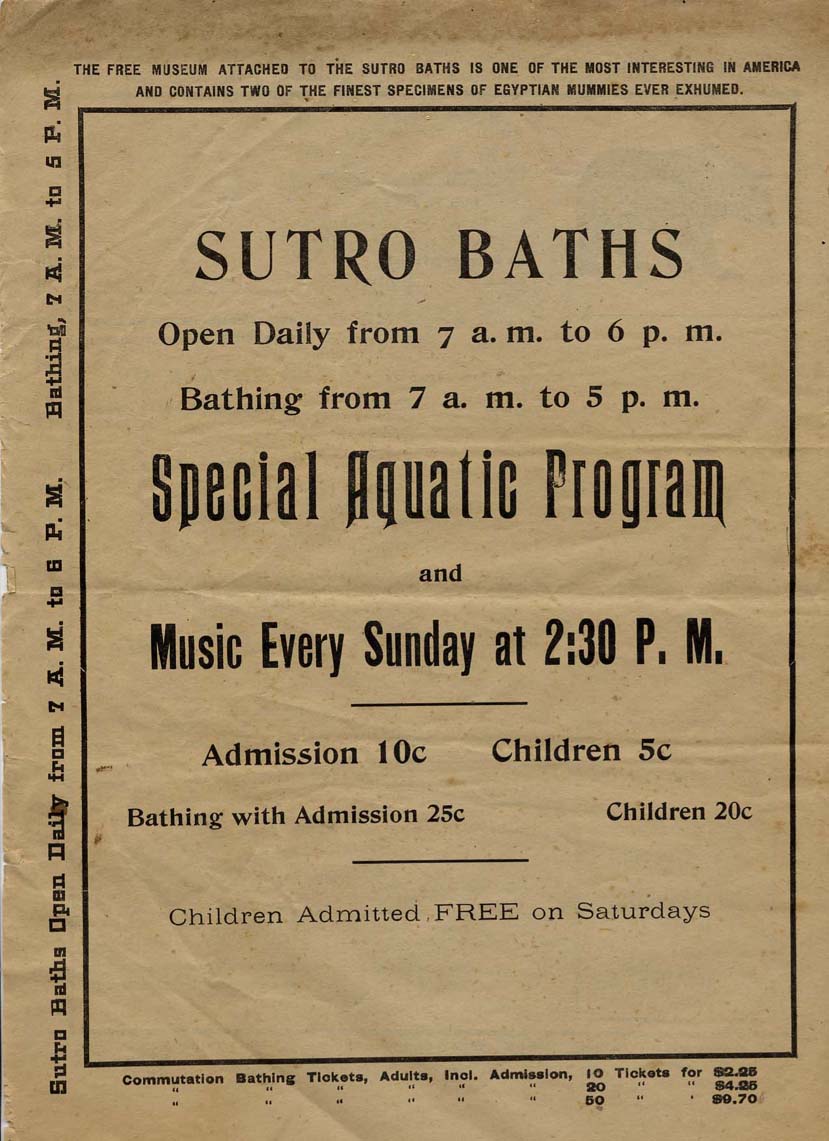 THE FREE MUSEUM ATTACHED TO THE SUTRO BATHS IS ONE OF THE MOST INTERESTING IN AMERICA
AND CONTAINS TWO OF THE FINEST SPECIMENS OF EGYPTIAN MUMMIES EVER EXHUMED.
Sutro Baths Open Daily from 7 A. M. to 6 P. M. Bathing, 7 A. M. to 5 P. M.
SUTRO BATHS
Open Daily from 7 a. m. to 6 p. m.
Bathing from 7 a. m. to 5 p. m.
Special Aquatic Program
and
Music Every Sunday at 2:30 P. M.
Admission 10c Children 5c
Bathing with Admission 25c Children 20c
Children Admitted FREE on Saturdays
Commutation Bathing Tickets, Adults, Incl. Admission, 10 Tickets for $2.25
" " " " " " 20 " " $4.25
" " " " " " 50 " ' $9.70